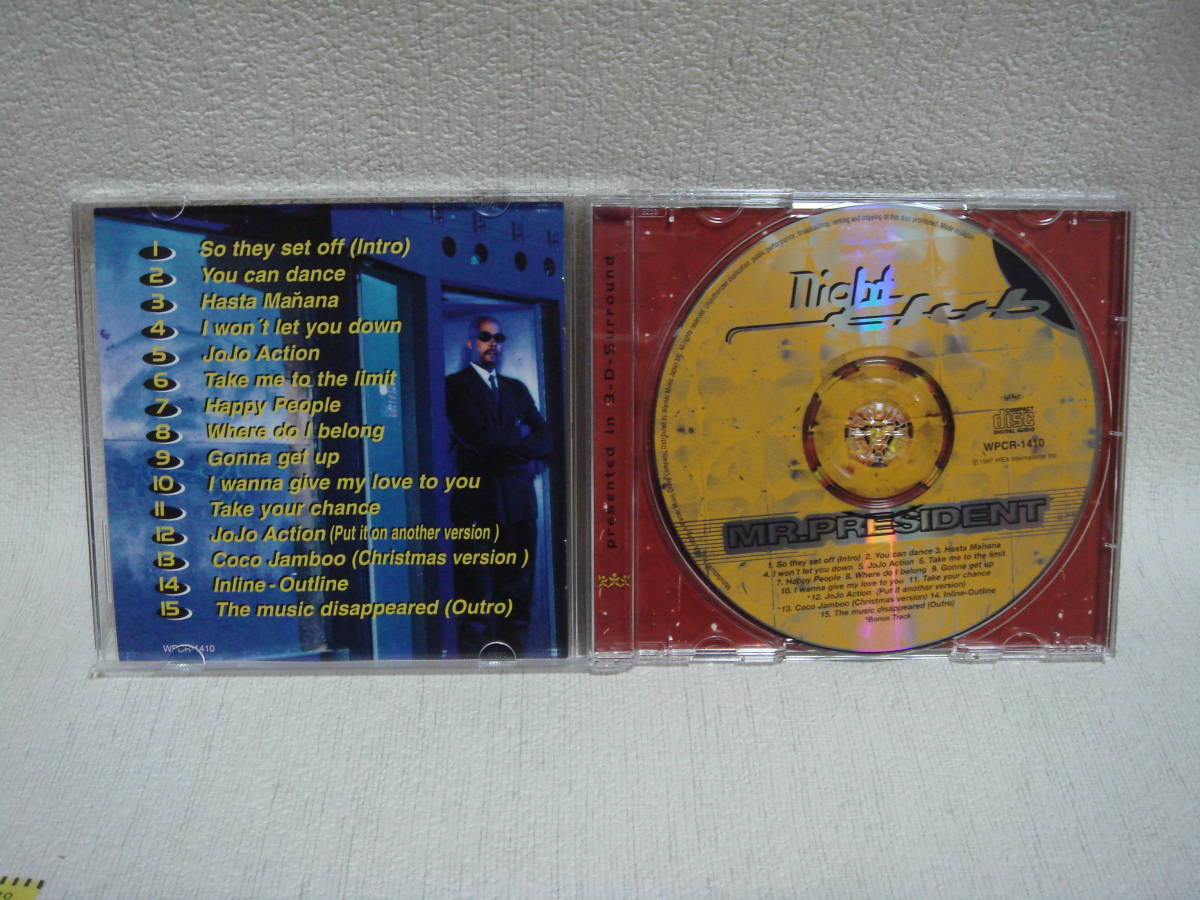 1 So they set off (Intro)
2 You can dance
3 Hasta Mañana
4 I won´t let you down
5 JoJo Action
6 Take me to the limit
7 Happy People
8 Where do I belong
9 Gonna get up
10 I wanna give my love to you
11 Take your chance
12 JoJo Action (Put it on another version )
13 Coco Jamboo (Christmas version )
14 Inline-Outline
15 The music disappeared (Outro)
WPCR-1410
presented in 3-D-Surround
Night
Club
COMPACT
disc
DIGITAL AUDIO
WPCR-1410
℗ 1997 WEA International Inc.
MR.PRESIDENT
1. So they set off (Intro) 2. You can dance 3. Hasta Mañana
4. I won't let you down 5. JoJo Action 6. Take me to the limit
7. Happy People 8. Where do I belong 9. Gonna get up
10. I wanna give my love to you 11. Take your chance
*12. JoJo Action (Put it another version)
*13. Coco Jamboo (Christmas version) 14. Inline-Outline
15. The music disappeared (Outro)
*Bonus Track